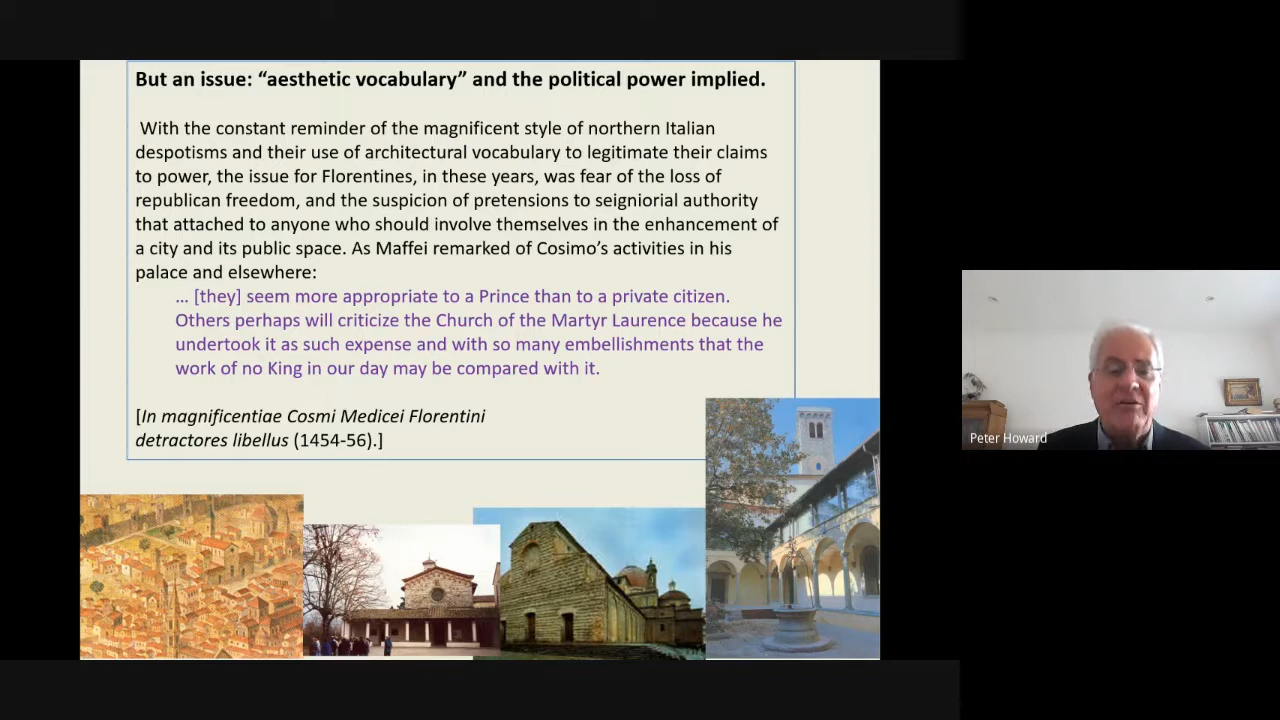 But an issue: “aesthetic vocabulary” and the political power implied.
With the constant reminder of the magnificent style of northern Italian
despotisms and their use of architectural vocabulary to legitimate their claims
to power, the issue for Florentines, in these years, was fear of the loss of
republican freedom, and the suspicion of pretensions to seigniorial authority
that attached to anyone who should involve themselves in the enhancement of
a city and its public space. As Maffei remarked of Cosimo’s activities in his
palace and elsewhere:
… [they] seem more appropriate to a Prince than to a private citizen.
Others perhaps will criticize the Church of the Martyr Laurence because he
undertook it as such expense and with so many embellishments that the
work of no King in our day may be compared with it.
[In magnificentiae Cosmi Medicei Florentini
detractores libellus (1454-56).]
Peter Howard